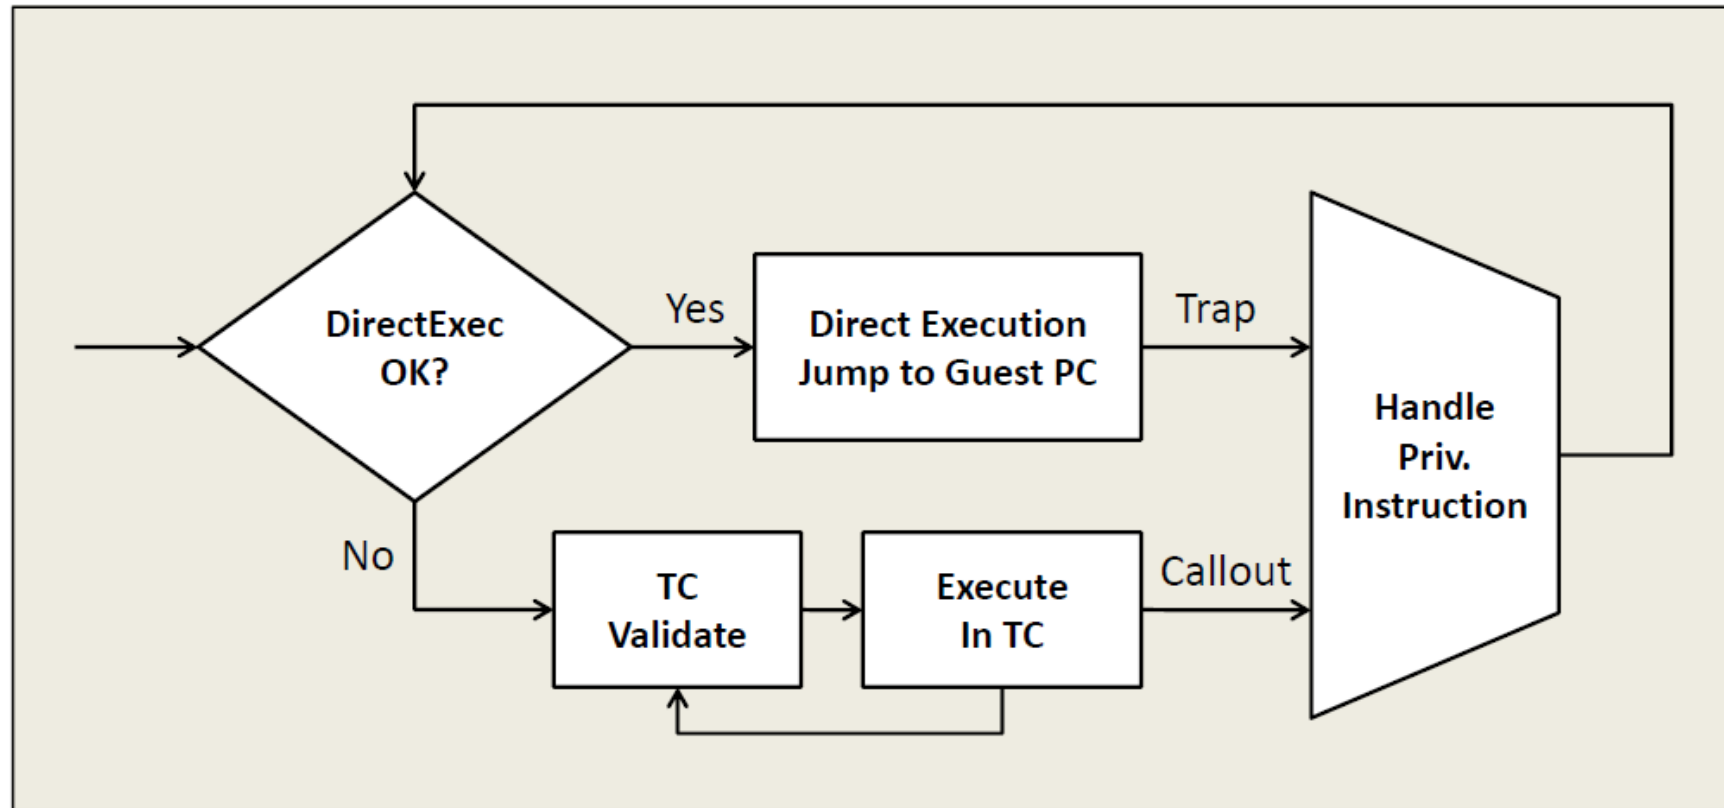 DirectExec
OK?
Yes
Direct Execution
Jump to Guest PC
Trap
Handle
Priv.
Instruction
No
TC
Validate
Execute
In TC
Callout